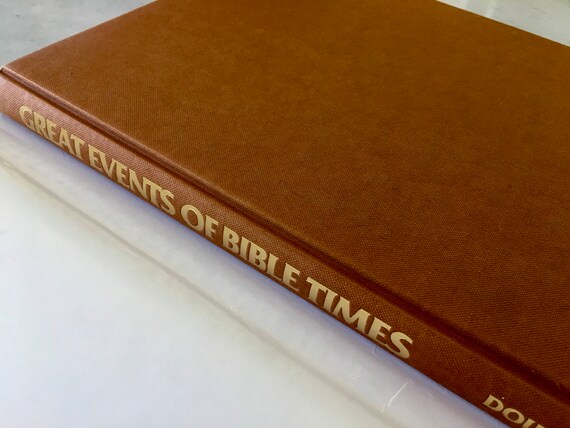 GREAT EVENTS OF BIBLE TIMES